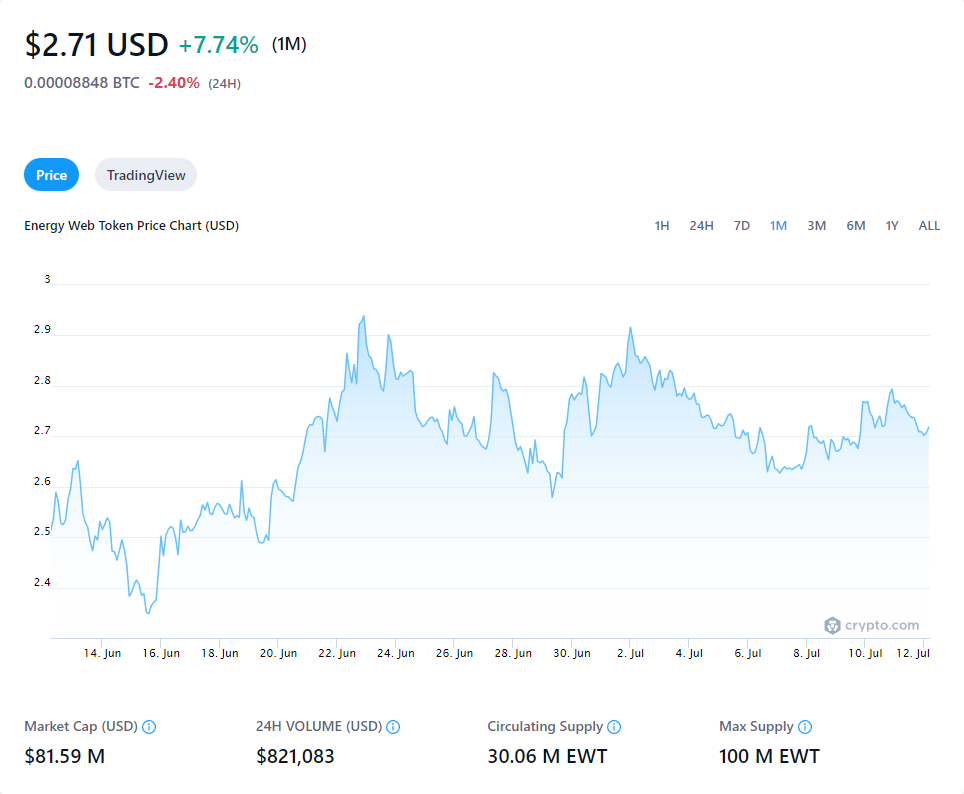 $2.71 USD +7.74% (1M)
0.00008848 BTC -2.40% (24H)
Price TradingView
Energy Web Token Price Chart (USD) 1H 24H 7D 1M 3M 6M 1Y ALL
3
2.9
2.8
2.7
2.6
2.5
2.4
crypto.com
14. Jun 16. Jun 18. Jun 20. Jun 22. Jun 24. Jun 26. Jun 28. Jun 30. Jun 2. Jul 4. Jul 6. Jul 8. Jul 10. Jul 12. Jul
Market Cap (USD) 24H VOLUME (USD) Circulating Supply Max Supply
$81.59 M $821,083 30.06 M EWT 100 M EWT